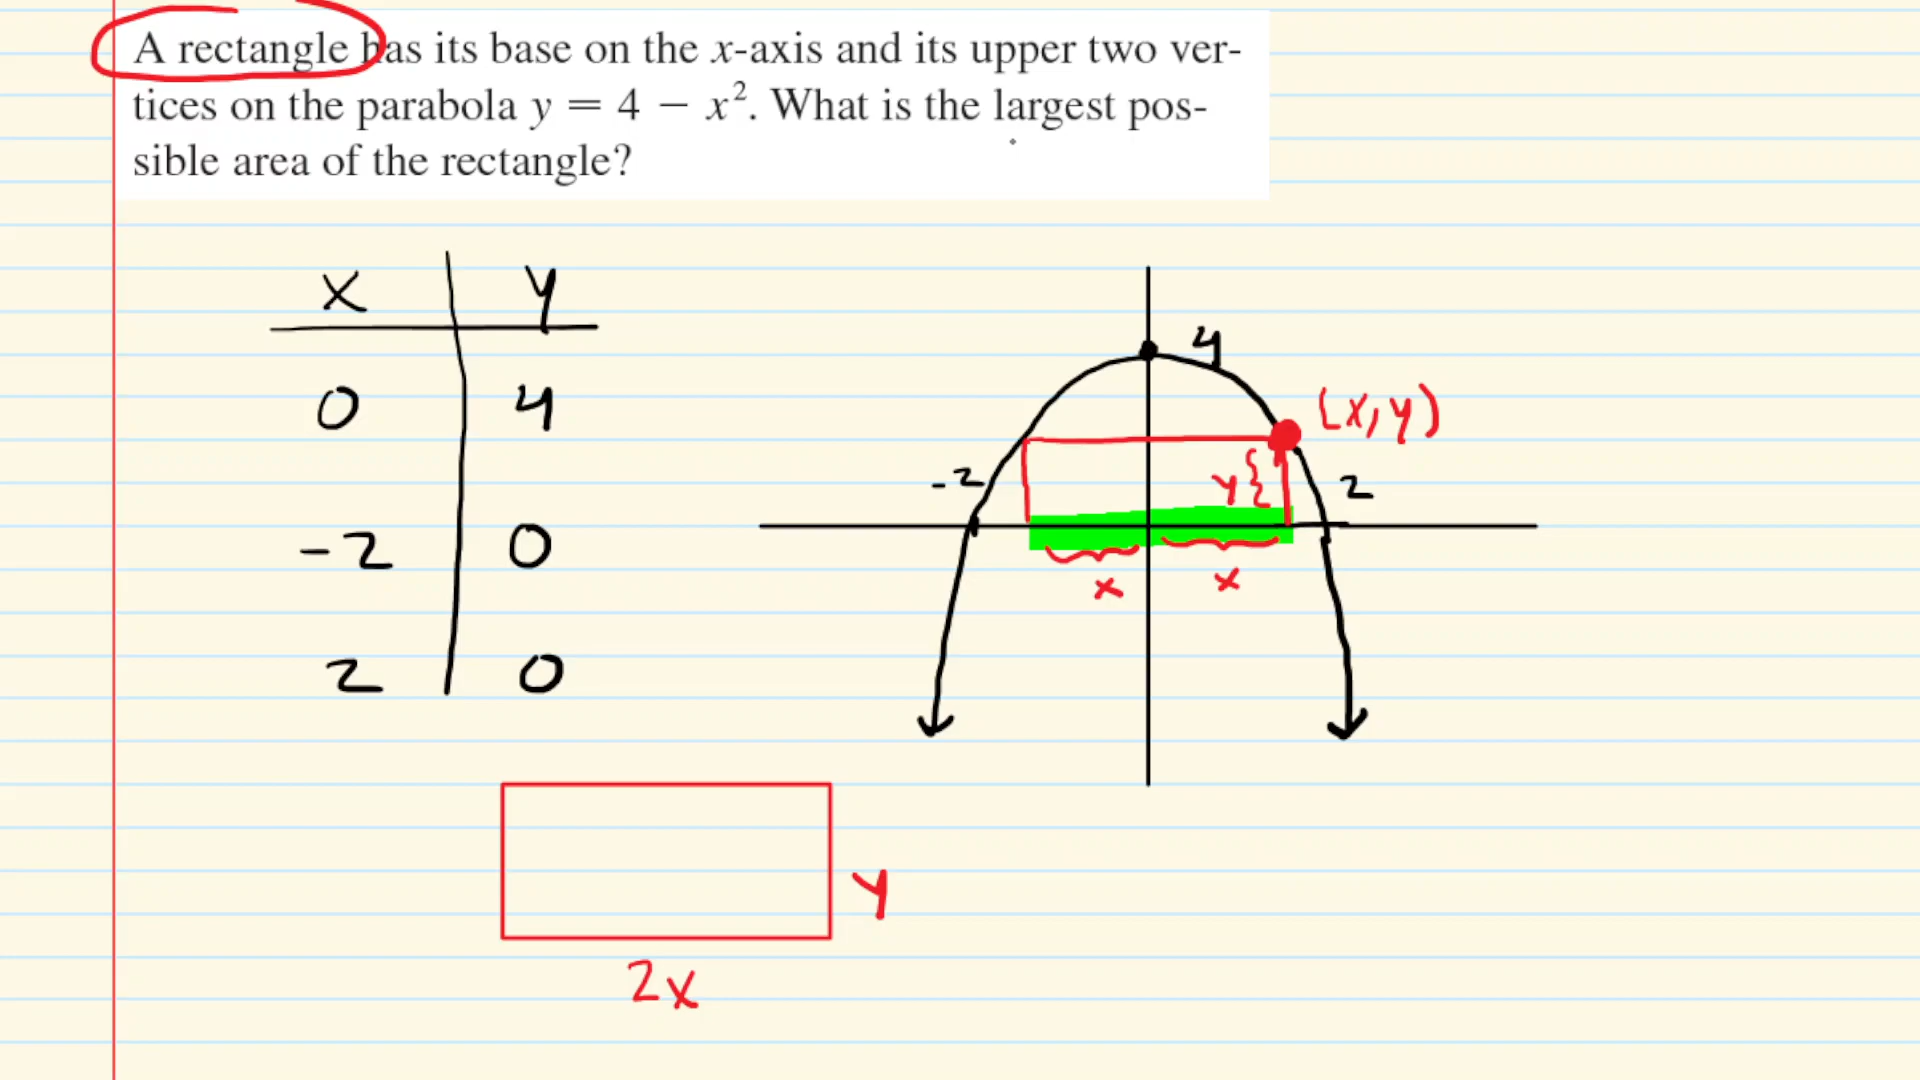 A rectangle has its base on the x-axis and its upper two ver-
tices on the parabola y = 4 − x². What is the largest pos-
sible area of the rectangle?
x y
0 4
-2 0
2 0
4
(x,y)
-2 y 2
x x
y
2x